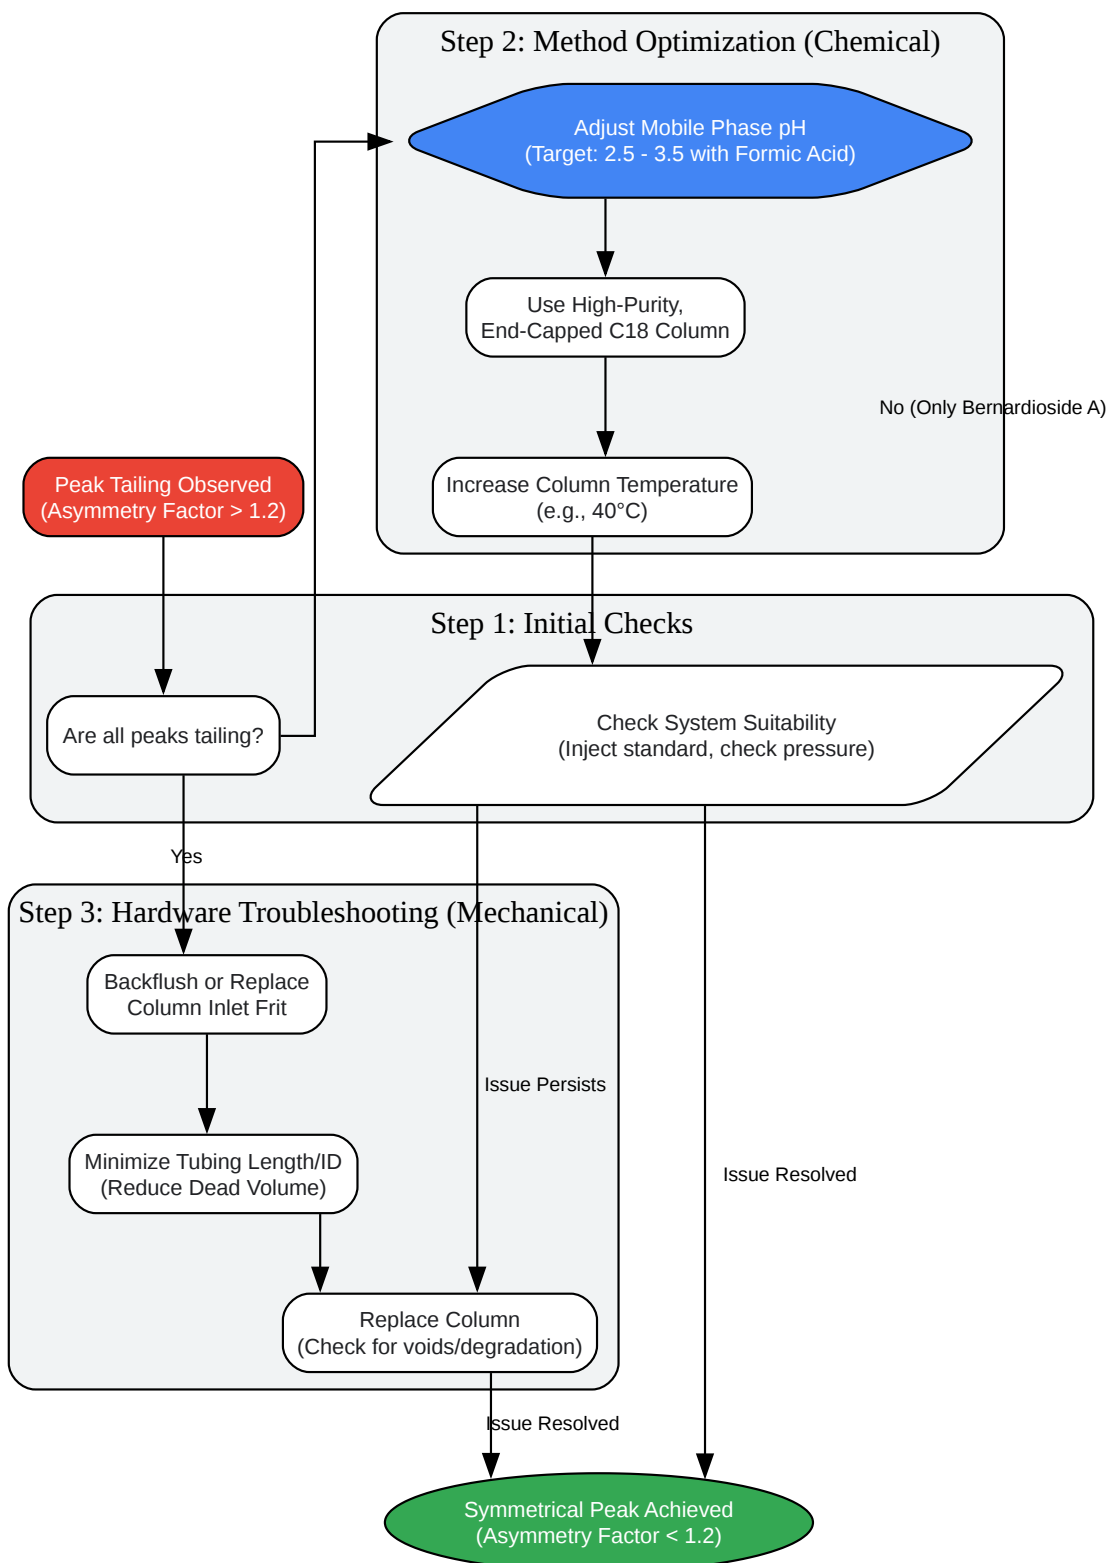 Step 2: Method Optimization (Chemical)
Adjust Mobile Phase pH
(Target: 2.5 - 3.5 with Formic Acid)
Use High-Purity,
End-Capped C18 Column
No (Only Bernardioside A)
Increase Column Temperature
(e.g., 40°C)
Peak Tailing Observed
(Asymmetry Factor > 1.2)
Step 1: Initial Checks
Are all peaks tailing?
Check System Suitability
(Inject standard, check pressure)
Yes
Step 3: Hardware Troubleshooting (Mechanical)
Backflush or Replace
Column Inlet Frit
Issue Persists
Minimize Tubing Length/ID
(Reduce Dead Volume)
Issue Resolved
Replace Column
(Check for voids/degradation)
Issue Resolved
Symmetrical Peak Achieved
(Asymmetry Factor < 1.2)